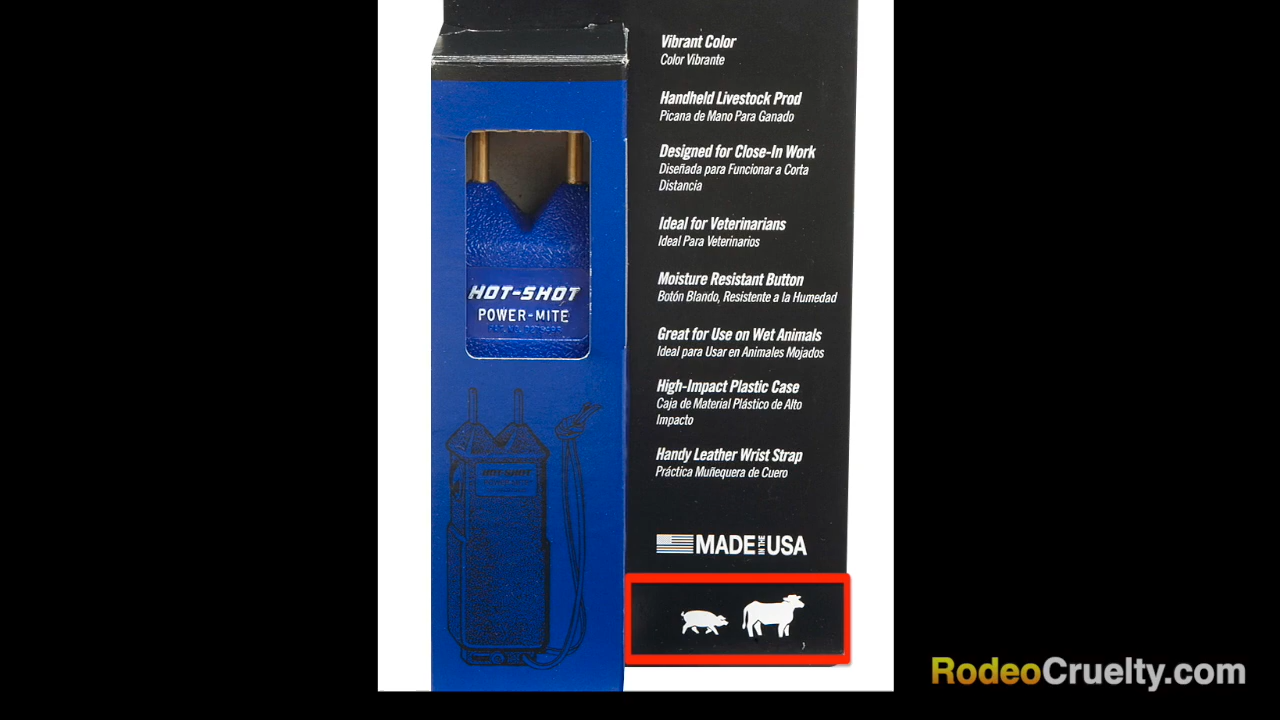 Vibrant Color
Color Vibrante
Handheld Livestock Prod
Picana de Mano Para Ganado
Designed for Close-In Work
Diseñada para Funcionar a Corta
Distancia
Ideal for Veterinarians
Ideal Para Veterinarios
Moisture Resistant Button
Botón Blando, Resistente a la Humedad
Great for Use on Wet Animals
Ideal para Usar en Animales Mojados
High-Impact Plastic Case
Caja de Material Plástico de Alto
Impacto
Handy Leather Wrist Strap
Práctica Muñequera de Cuero
MADE IN THE USA
HOT-SHOT
POWER-MITE
HOT-SHOT
RodeoCruelty.com